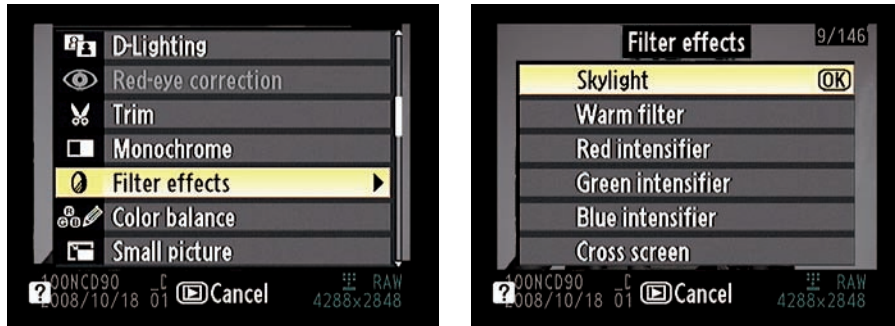 D-Lighting
Red-eye correction
Trim
Monochrome
Filter effects
Color balance
Small picture
? Cancel
RAW
2008/10/18 01 4288x2848
Filter effects
9/146
Skylight OK
Warm filter
Red intensifier
Green intensifier
Blue intensifier
Cross screen
? Cancel
RAW
2008/10/18 01 4288x2848